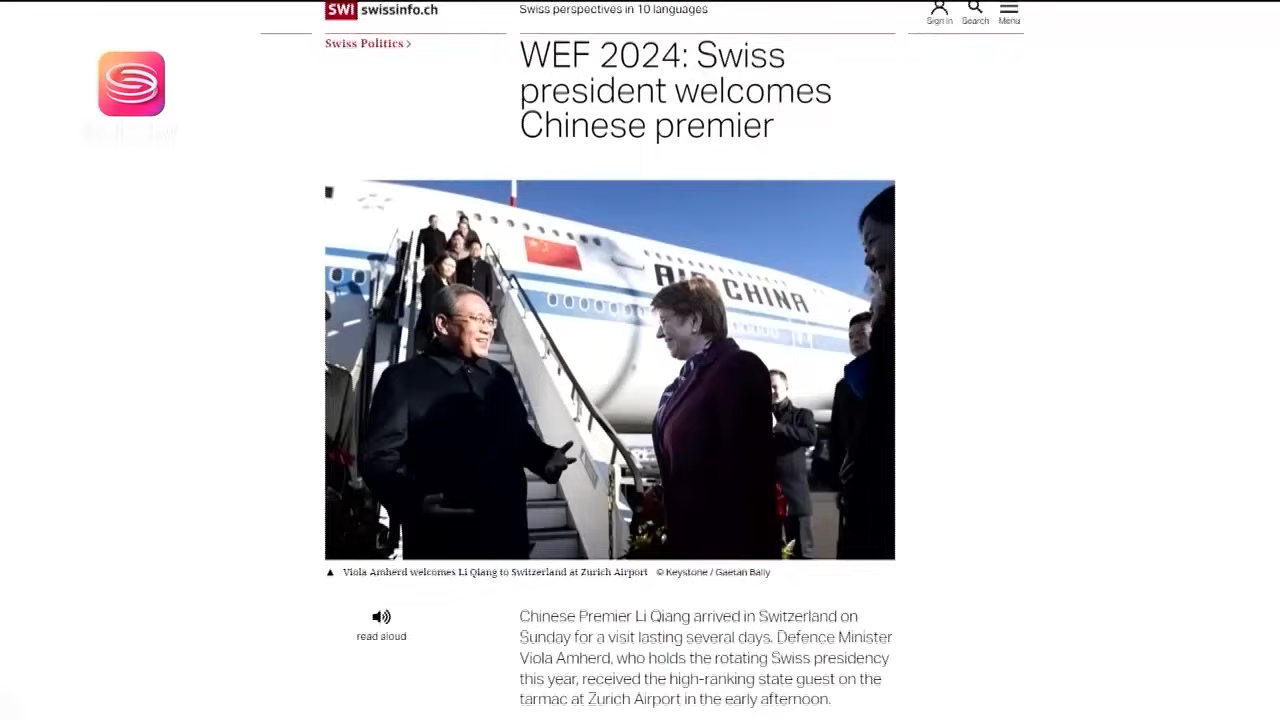 SWI swissinfo.ch
Swiss perspectives in 10 languages
Sign in Search Menu
Swiss Politics >
WEF 2024: Swiss
president welcomes
Chinese premier
AIR CHINA
▲ Viola Amherd welcomes Li Qiang to Switzerland at Zurich Airport © Keystone / Gaetan Bally
read aloud
Chinese Premier Li Qiang arrived in Switzerland on
Sunday for a visit lasting several days. Defence Minister
Viola Amherd, who holds the rotating Swiss presidency
this year, received the high-ranking state guest on the
tarmac at Zurich Airport in the early afternoon.